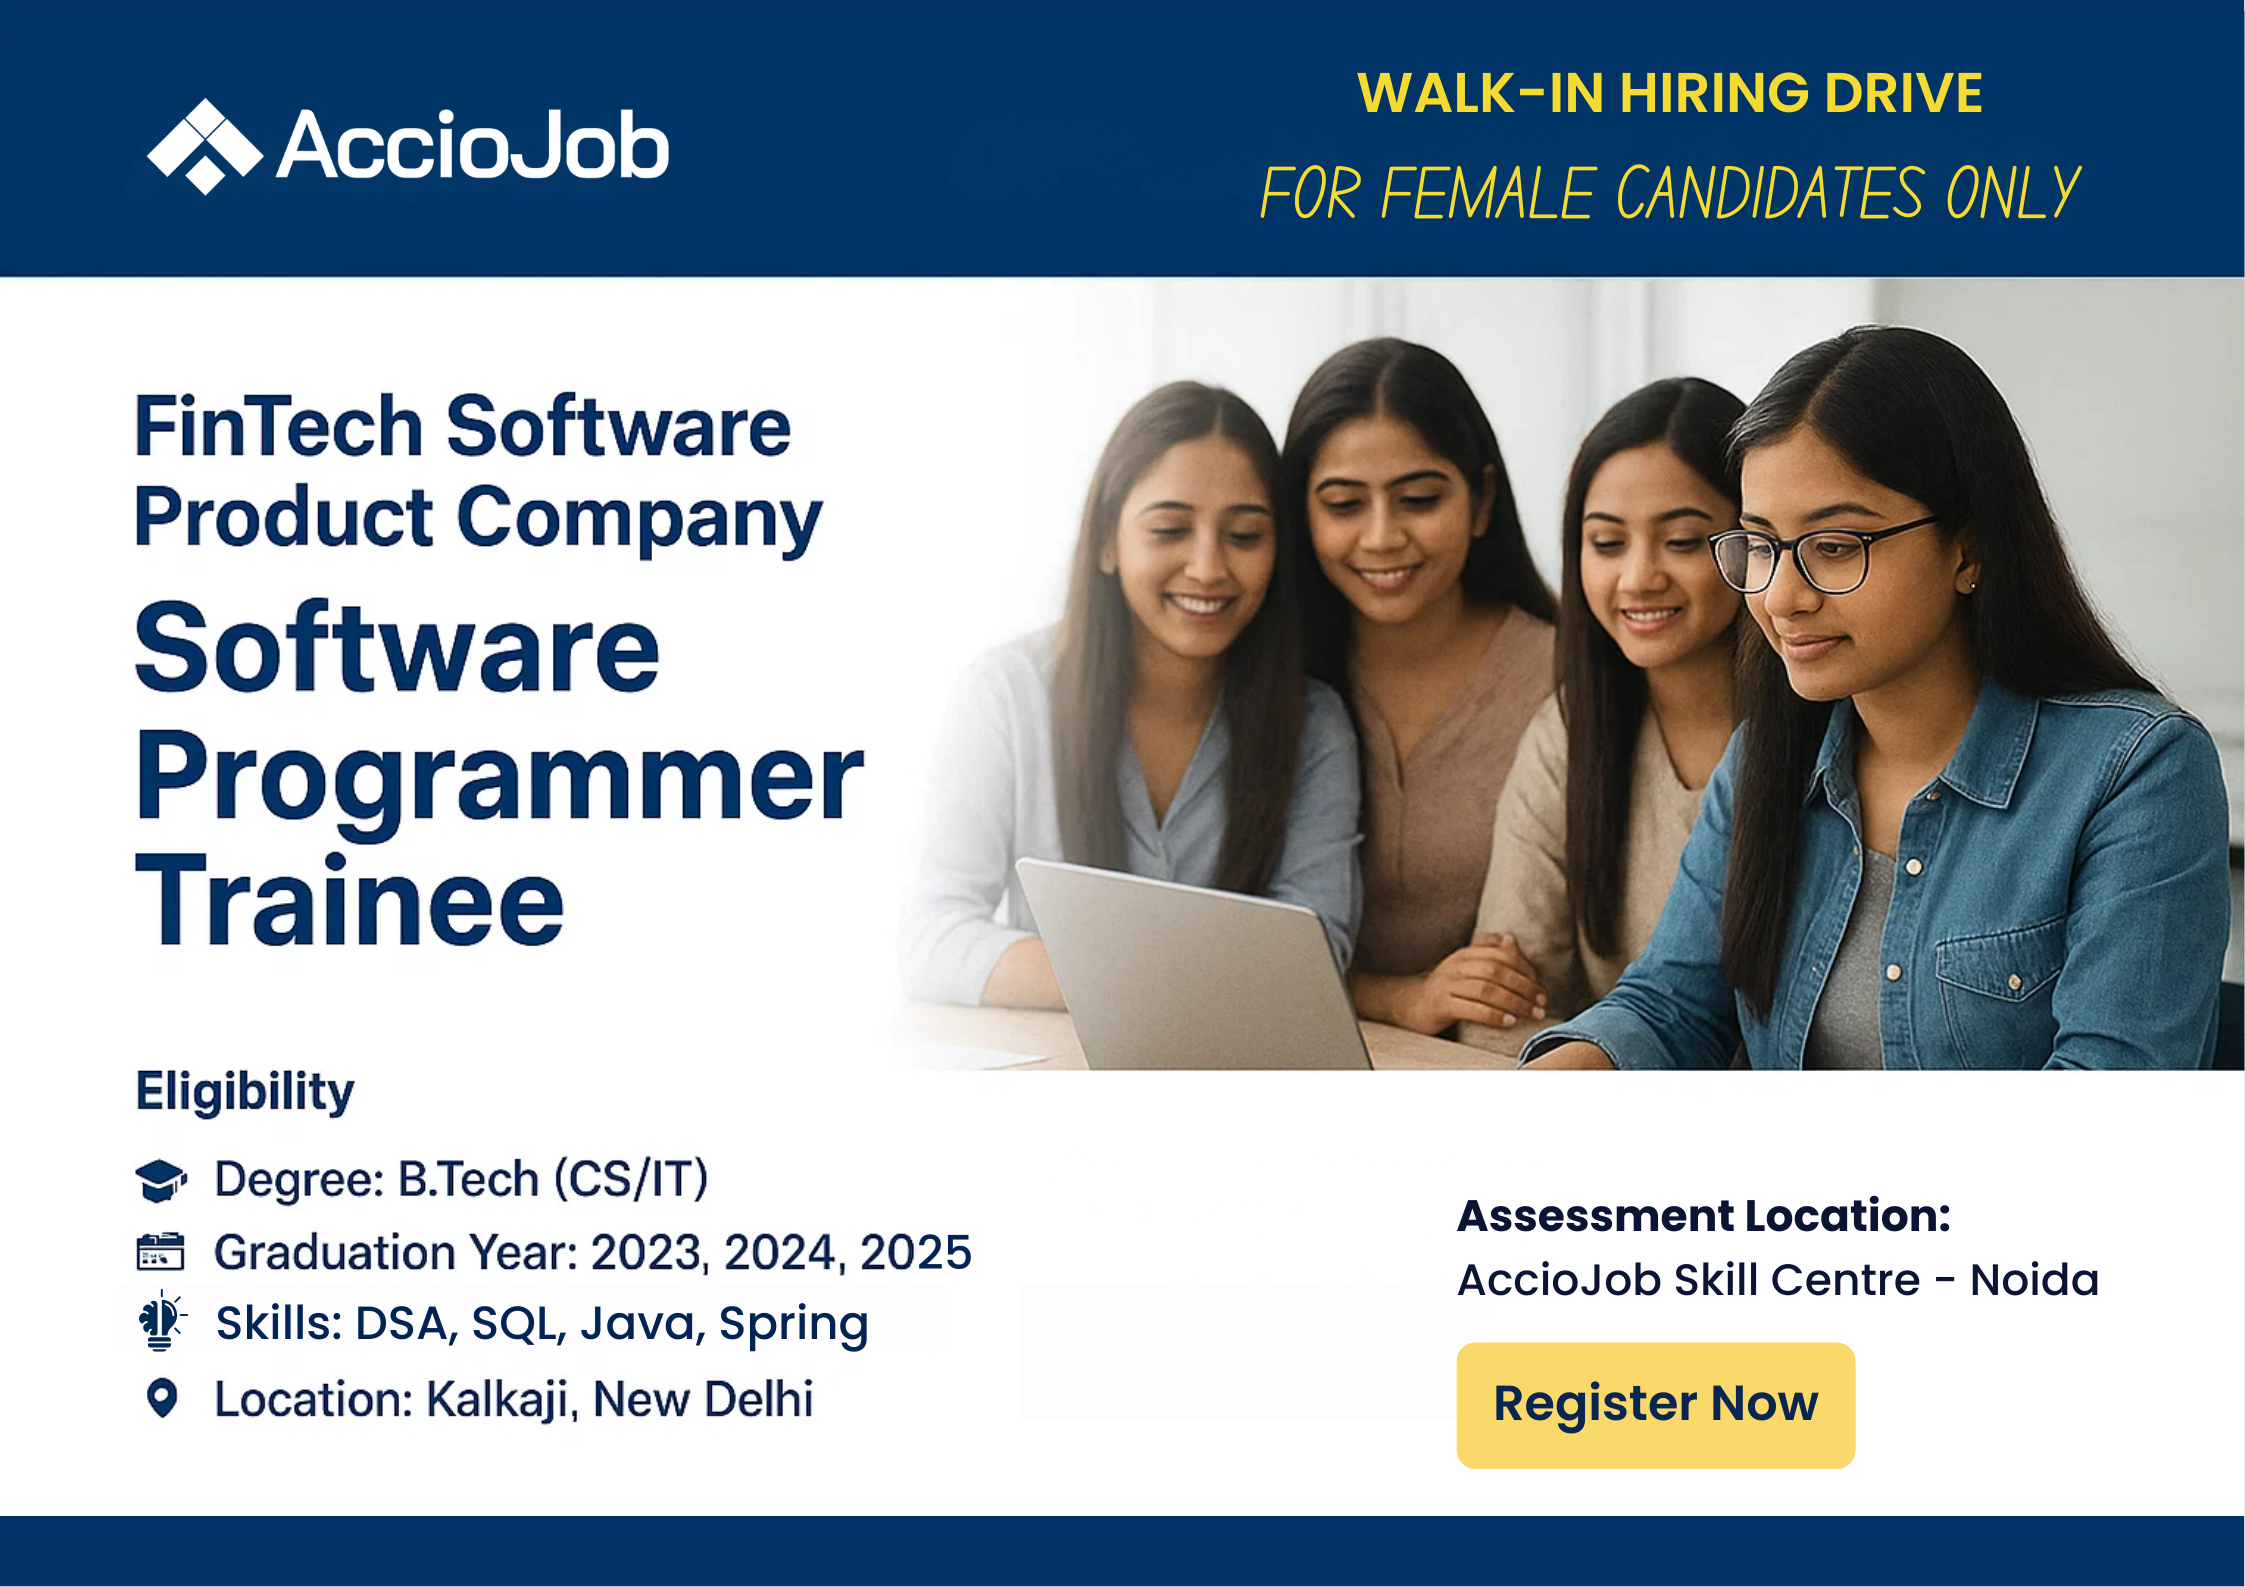 AccioJob
WALK-IN HIRING DRIVE
FOR FEMALE CANDIDATES ONLY
FinTech Software
Product Company
Software
Programmer
Trainee
Eligibility
Degree: B.Tech (CS/IT)
Graduation Year: 2023, 2024, 2025
Skills: DSA, SQL, Java, Spring
Location: Kalkaji, New Delhi
Assessment Location:
AccioJob Skill Centre - Noida
Register Now